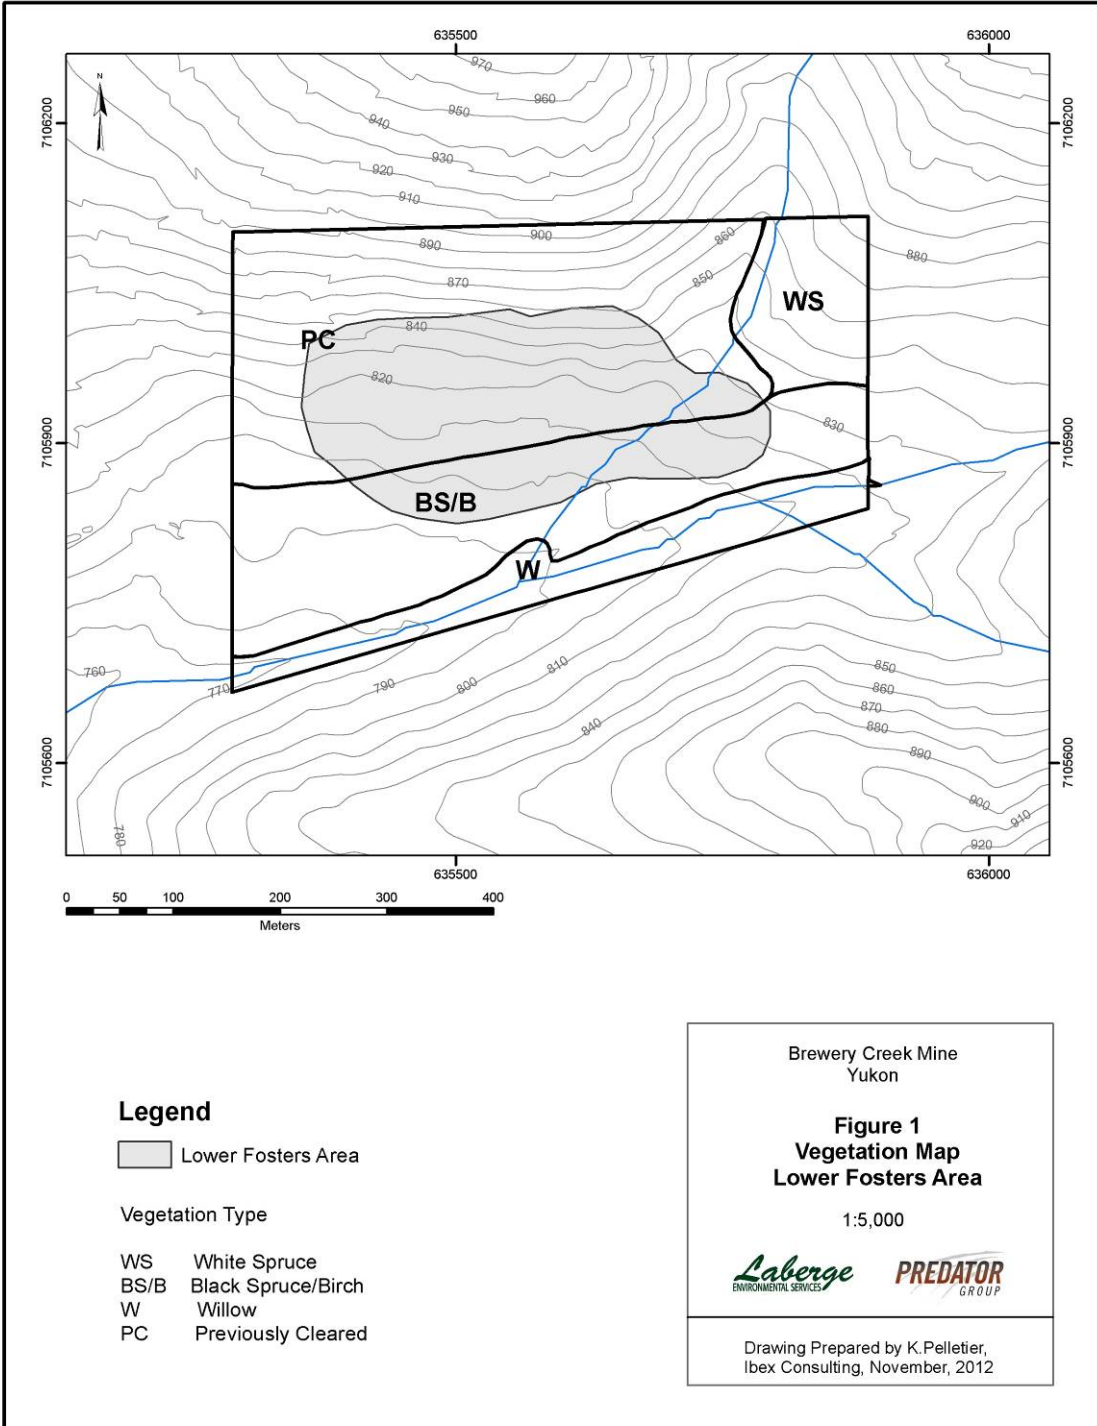 635500
636000
N
970
960
950
940
930
920
910
900
890
880
870
860
850
840
830
820
7106200
7106200
WS
PC
7105900
7105900
BS/B
W
760
770
780
790
800
810
840
850
860
870
880
890
900
910
920
7105600
7105600
635500
636000
0 50 100 200 300 400
Meters
Legend
Lower Fosters Area
Vegetation Type
WS White Spruce
BS/B Black Spruce/Birch
W Willow
PC Previously Cleared
Brewery Creek Mine
Yukon
Figure 1
Vegetation Map
Lower Fosters Area
1:5,000
Laberge
ENVIRONMENTAL SERVICES
PREDATOR
GROUP
Drawing Prepared by K.Pelletier,
Ibex Consulting, November, 2012